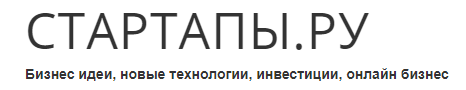 СТАРТАПЫ.РУ
Бизнес идеи, новые технологии, инвестиции, онлайн бизнес